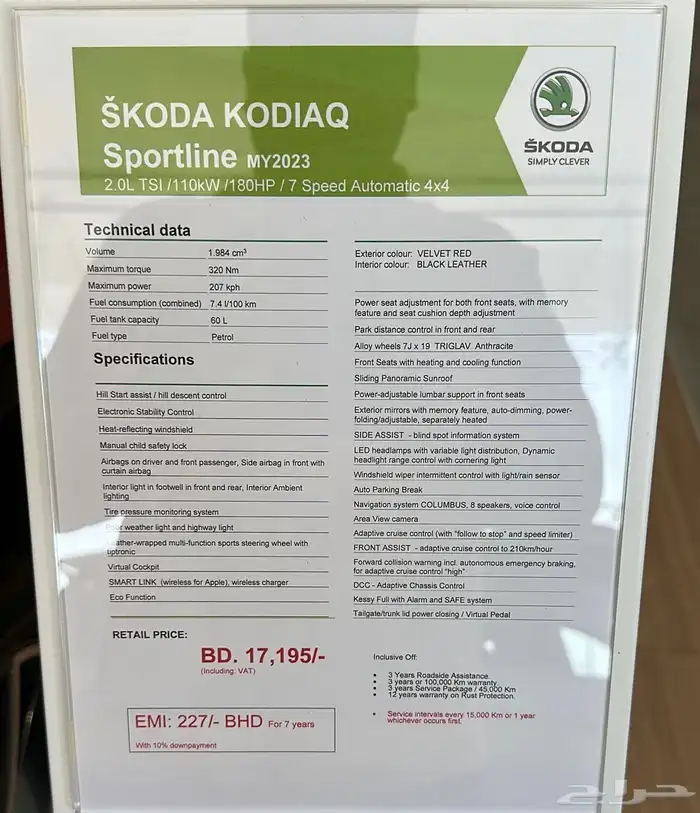 ŠKODA KODIAQ
Sportline MY2023
2.0L TSI /110kW /180HP / 7 Speed Automatic 4x4
ŠKODA
SIMPLY CLEVER
Technical data
Volume 1.984 cm³
Maximum torque 320 Nm
Maximum power 207 kph
Fuel consumption (combined) 7.4 l/100 km
Fuel tank capacity 60 L
Fuel type Petrol
Specifications
Hill Start assist / hill descent control
Electronic Stability Control
Heat-reflecting windshield
Manual child safety lock
Airbags on driver and front passenger, Side airbag in front with
curtain airbag
Interior light in footwell in front and rear, Interior Ambient
lighting
Tire pressure monitoring system
weather light and highway light
multi-function sports steering wheel with
tiptronic
Virtual Cockpit
SMART LINK (wireless for Apple), wireless charger
Eco Function
Exterior colour: VELVET RED
Interior colour: BLACK LEATHER
Power seat adjustment for both front seats, with memory
feature and seat cushion depth adjustment
Park distance control in front and rear
Alloy wheels 7J x 19 TRIGLAV Anthracite
Front Seats with heating and cooling function
Sliding Panoramic Sunroof
Power-adjustable lumbar support in front seats
Exterior mirrors with memory feature, auto-dimming, power-
folding/adjustable, separately heated
SIDE ASSIST - blind spot information system
LED headlamps with variable light distribution, Dynamic
headlight range control with cornering light
Windshield wiper intermittent control with light/rain sensor
Auto Parking Break
Navigation system COLUMBUS, 8 speakers, voice control
Area View camera
Adaptive cruise control (with "follow to stop" and speed limiter)
FRONT ASSIST - adaptive cruise control to 210km/hour
Forward collision warning incl. autonomous emergency braking,
for adaptive cruise control "high"
DCC - Adaptive Chassis Control
Kessy Full with Alarm and SAFE system
Tailgate/trunk lid power closing / Virtual Pedal
RETAIL PRICE:
BD. 17,195/-
(Including: VAT)
EMI: 227/- BHD For 7 years
With 10% downpayment
Inclusive Off:
• 3 Years Roadside Assistance.
• 3 years or 100,000 Km warranty.
• 3 years Service Package / 45,000 Km
• 12 years warranty on Rust Protection.
• Service intervals every 15,000 Km or 1 year
whichever occurs first.
حراج